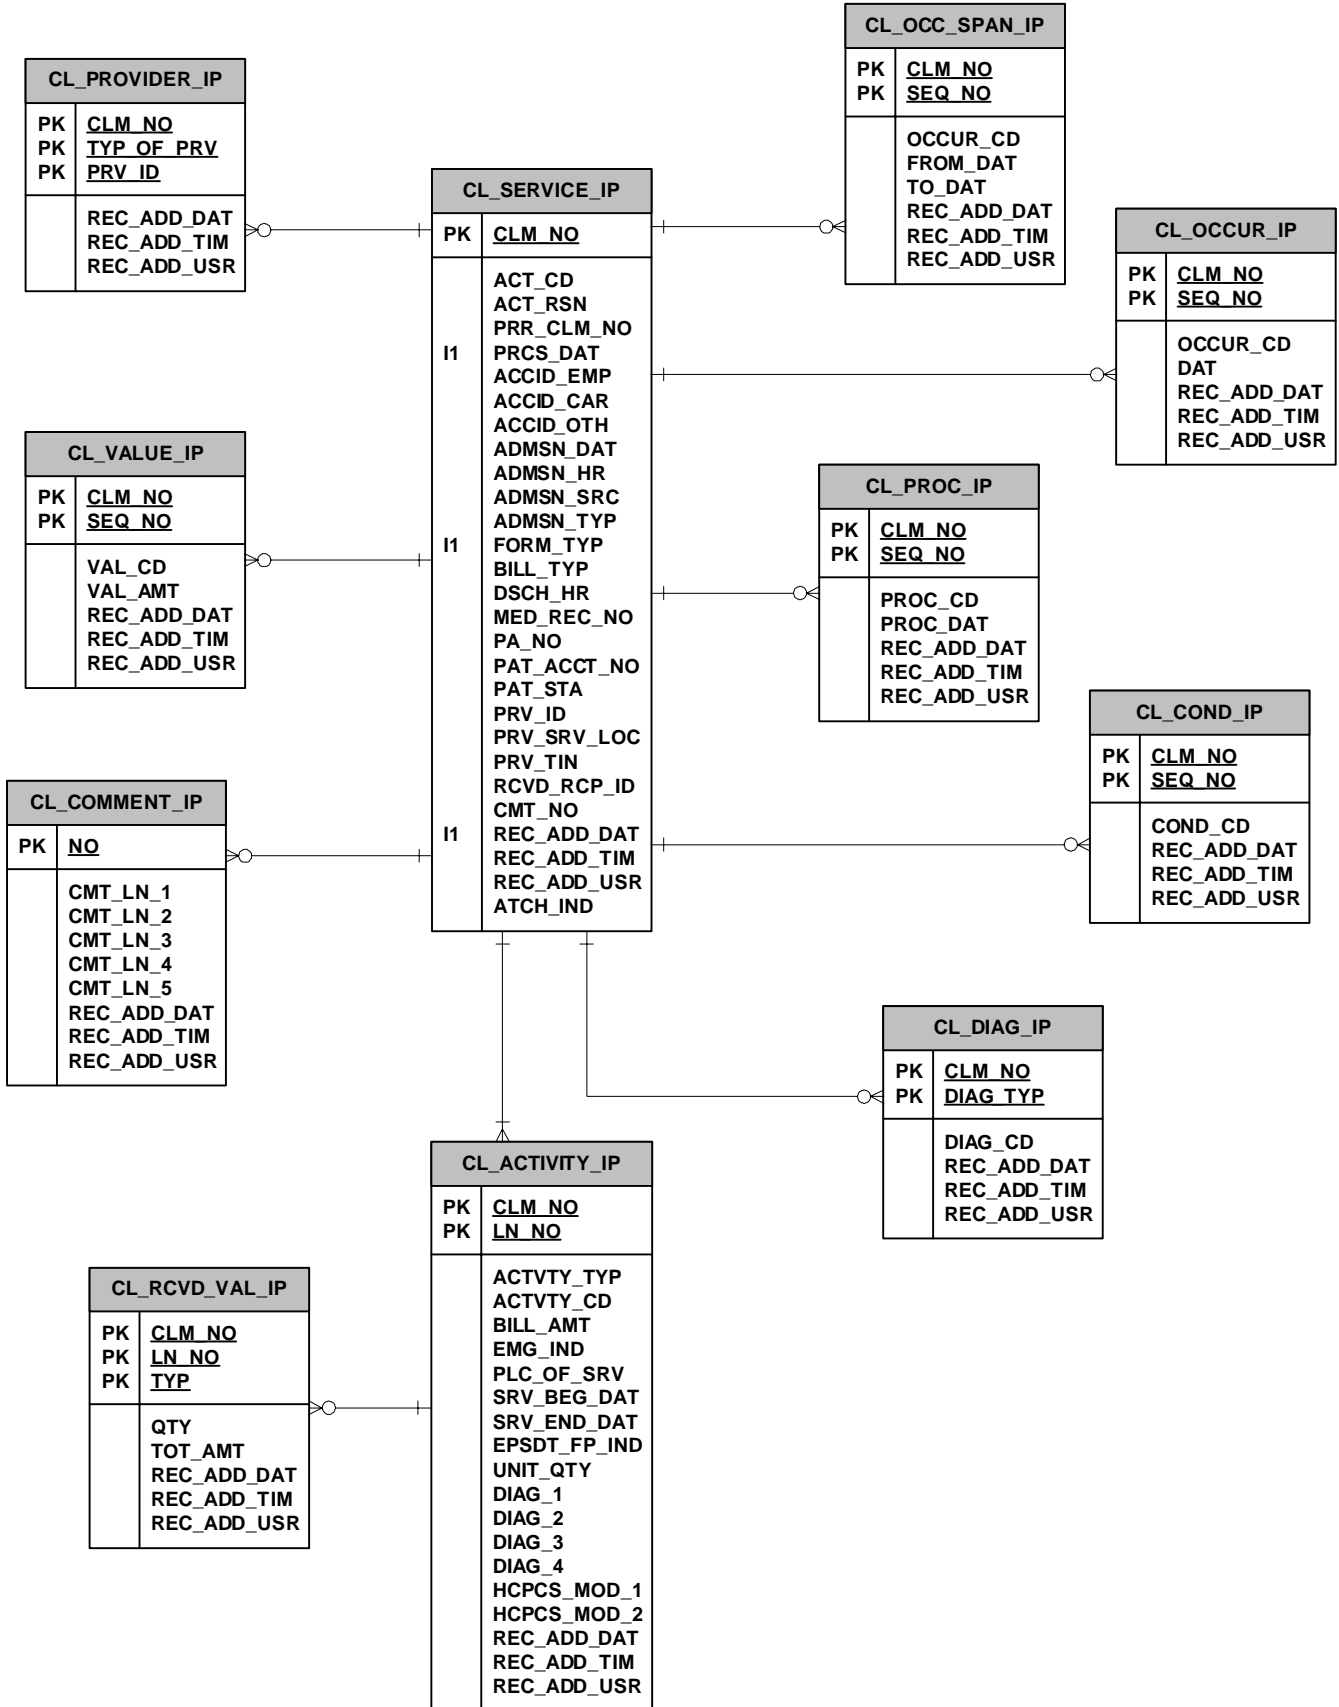 CL_PROVIDER_IP
PK CLM_NO
PK TYP_OF_PRV
PK PRV_ID
REC_ADD_DAT
REC_ADD_TIM
REC_ADD_USR
CL_VALUE_IP
PK CLM_NO
PK SEQ_NO
VAL_CD
VAL_AMT
REC_ADD_DAT
REC_ADD_TIM
REC_ADD_USR
CL_COMMENT_IP
PK NO
CMT_LN_1
CMT_LN_2
CMT_LN_3
CMT_LN_4
CMT_LN_5
REC_ADD_DAT
REC_ADD_TIM
REC_ADD_USR
CL_SERVICE_IP
PK CLM_NO
ACT_CD
ACT_RSN
PRR_CLM_NO
I1 PRCS_DAT
ACCID_EMP
ACCID_CAR
ACCID_OTH
ADMSN_DAT
ADMSN_HR
ADMSN_SRC
ADMSN_TYP
I1 FORM_TYP
BILL_TYP
DSCH_HR
MED_REC_NO
PA_NO
PAT_ACCT_NO
PAT_STA
PRV_ID
PRV_SRV_LOC
PRV_TIN
RCVD_RCP_ID
CMT_NO
I1 REC_ADD_DAT
REC_ADD_TIM
REC_ADD_USR
ATCH_IND
CL_OCC_SPAN_IP
PK CLM_NO
PK SEQ_NO
OCCUR_CD
FROM_DAT
TO_DAT
REC_ADD_DAT
REC_ADD_TIM
REC_ADD_USR
CL_OCCUR_IP
PK CLM_NO
PK SEQ_NO
OCCUR_CD
DAT
REC_ADD_DAT
REC_ADD_TIM
REC_ADD_USR
CL_PROC_IP
PK CLM_NO
PK SEQ_NO
PROC_CD
PROC_DAT
REC_ADD_DAT
REC_ADD_TIM
REC_ADD_USR
CL_COND_IP
PK CLM_NO
PK SEQ_NO
COND_CD
REC_ADD_DAT
REC_ADD_TIM
REC_ADD_USR
CL_DIAG_IP
PK CLM_NO
PK DIAG_TYP
DIAG_CD
REC_ADD_DAT
REC_ADD_TIM
REC_ADD_USR
CL_ACTIVITY_IP
PK CLM_NO
PK LN_NO
ACTVTY_TYP
ACTVTY_CD
BILL_AMT
EMG_IND
PLC_OF_SRV
SRV_BEG_DAT
SRV_END_DAT
EPSDT_FP_IND
UNIT_QTY
DIAG_1
DIAG_2
DIAG_3
DIAG_4
HCPCS_MOD_1
HCPCS_MOD_2
REC_ADD_DAT
REC_ADD_TIM
REC_ADD_USR
CL_RCVD_VAL_IP
PK CLM_NO
PK LN_NO
PK TYP
QTY
TOT_AMT
REC_ADD_DAT
REC_ADD_TIM
REC_ADD_USR